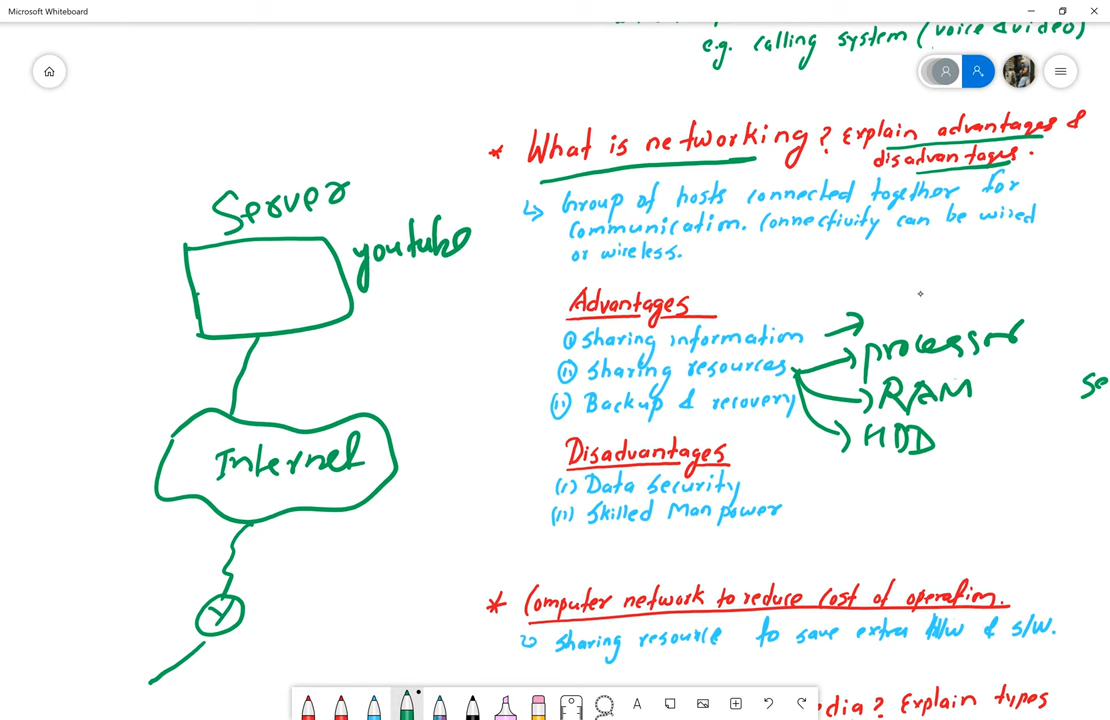 Microsoft Whiteboard
e.g. calling system (voice & video)
* What is networking? Explain advantages &
disadvantages.
↳ Group of hosts connected together for
communication. Connectivity can be wired
or wireless.
Server
youtube
Internet
Advantages
(i) Sharing information →
(ii) Sharing resources → processor
→ RAM
(ii) Backup & recovery → HDD
Se
Disadvantages
(i) Data Security
(ii) Skilled Man power
* Computer network to reduce cost of operation.
↳ Sharing resource to save extra H/w & S/W.
dia? Explain types
A